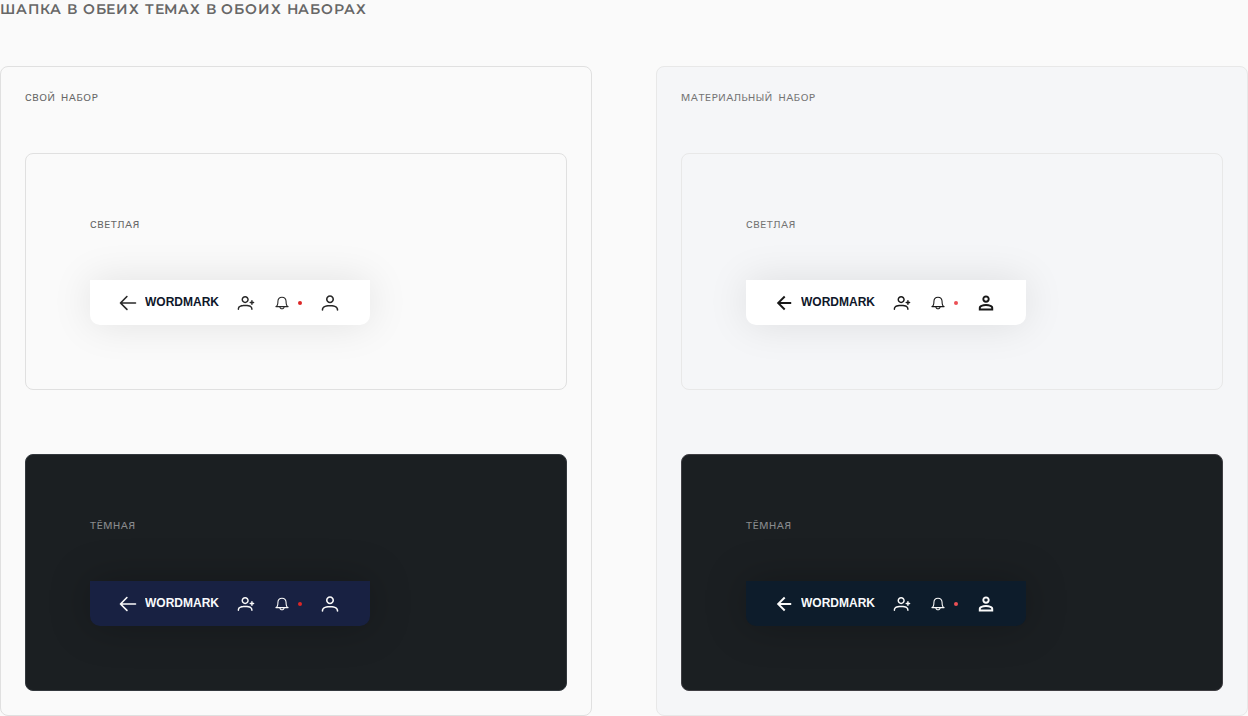 ШАПКА В ОБЕИХ ТЕМАХ В ОБОИХ НАБОРАХ
СВОЙ НАБОР
СВЕТЛАЯ
WORDMARK
ТЁМНАЯ
WORDMARK
МАТЕРИАЛЬНЫЙ НАБОР
СВЕТЛАЯ
WORDMARK
ТЁМНАЯ
WORDMARK